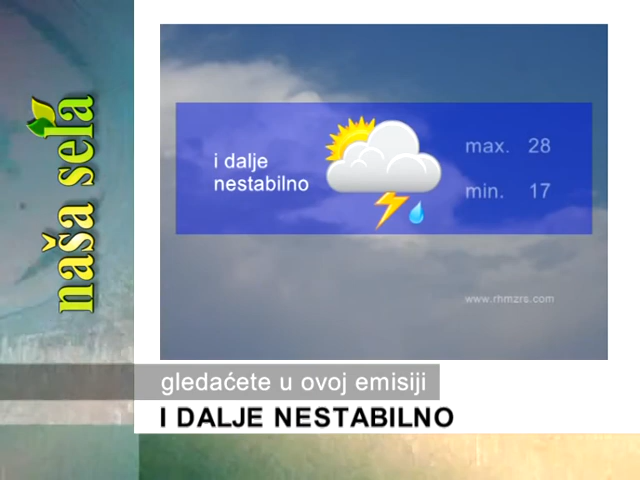 naša sela
i dalje
nestabilno
max. 28
min. 17
www.rhmzrs.com
gledaćete u ovoj emisiji
I DALJE NESTABILNO